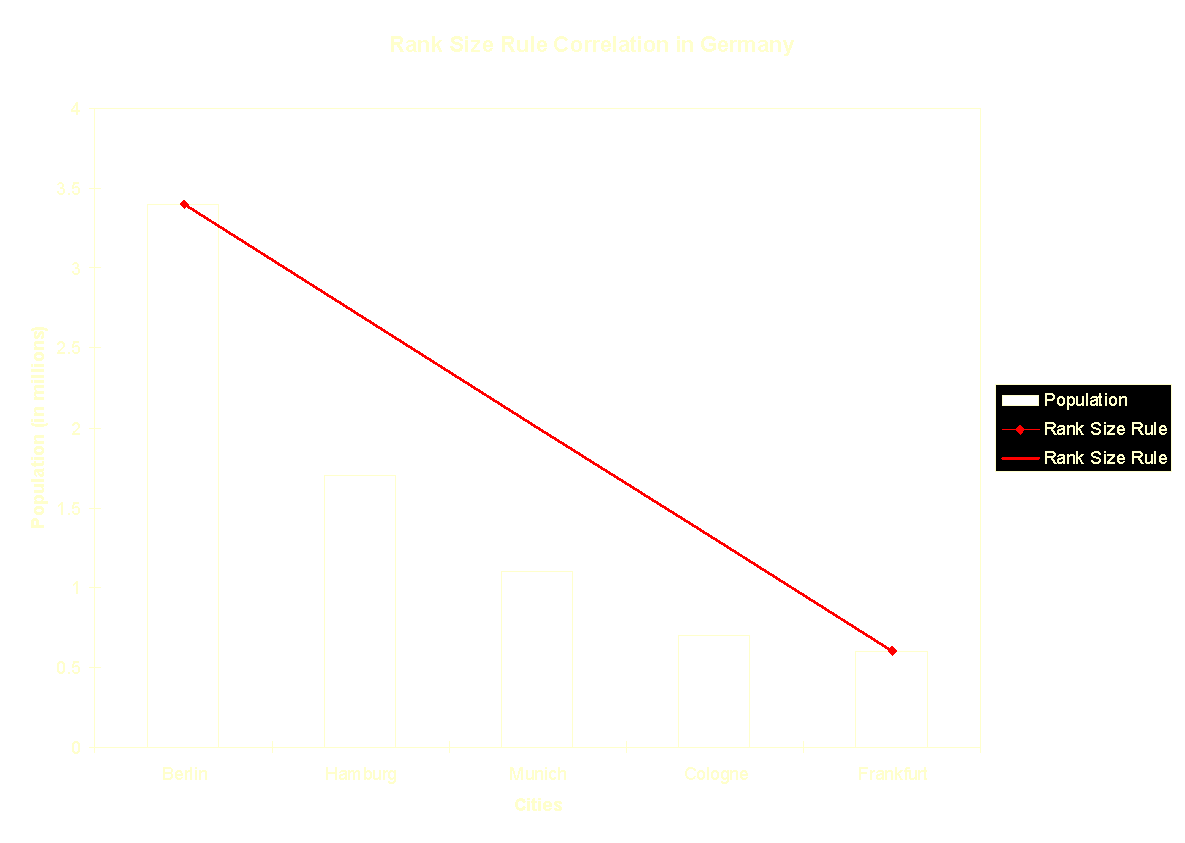 Rank Size Rule Correlation in Germany
4
3.5
3
2.5
2
1.5
1
0.5
0
Population (in millions)
Berlin
Hamburg
Munich
Cologne
Frankfurt
Cities
Population
Rank Size Rule
Rank Size Rule